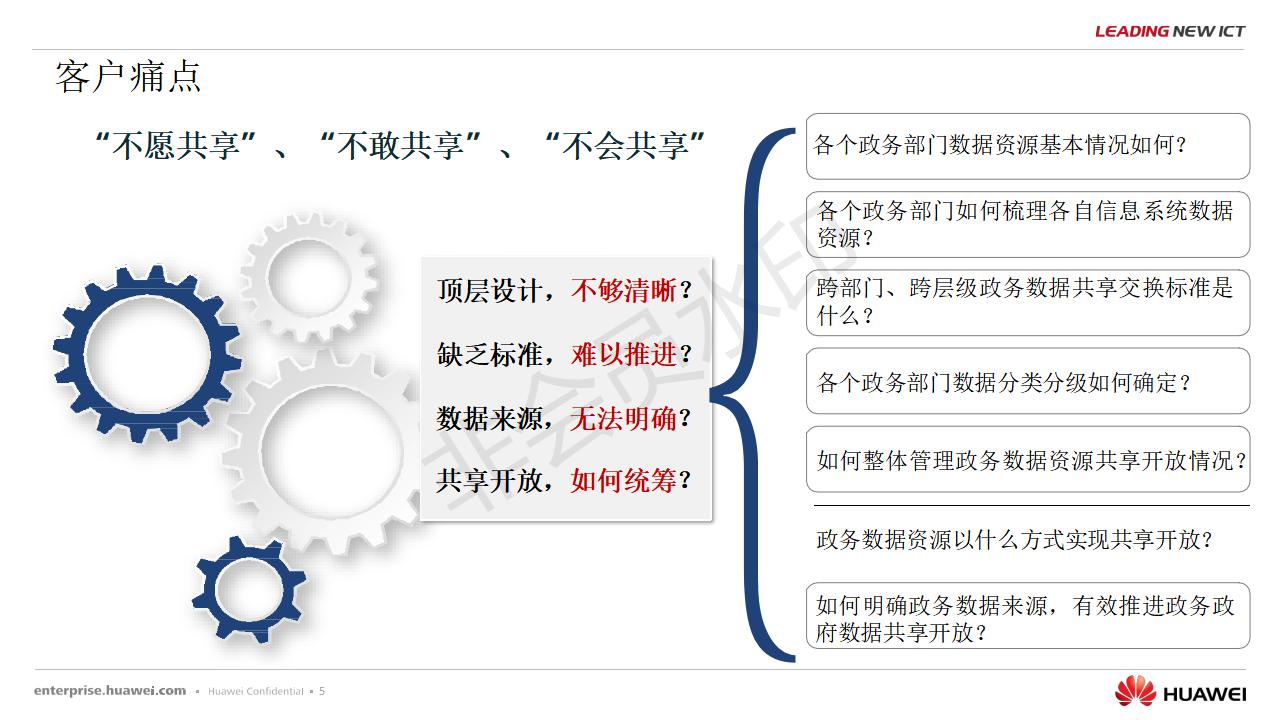 LEADING NEW ICT
客户痛点
“不愿共享”、“不敢共享”、“不会共享”
顶层设计，不够清晰？
缺乏标准，难以推进？
数据来源，无法明确？
共享开放，如何统筹？
各个政务部门数据资源基本情况如何？
各个政务部门如何梳理各自信息系统数据
资源？
跨部门、跨层级政务数据共享交换标准是
什么？
各个政务部门数据分类分级如何确定？
如何整体管理政务数据资源共享开放情况？
政务数据资源以什么方式实现共享开放？
如何明确政务数据来源，有效推进政务政
府数据共享开放？
非会员水印
enterprise.huawei.com ▪ Huawei Confidential ▪ 5
HUAWEI